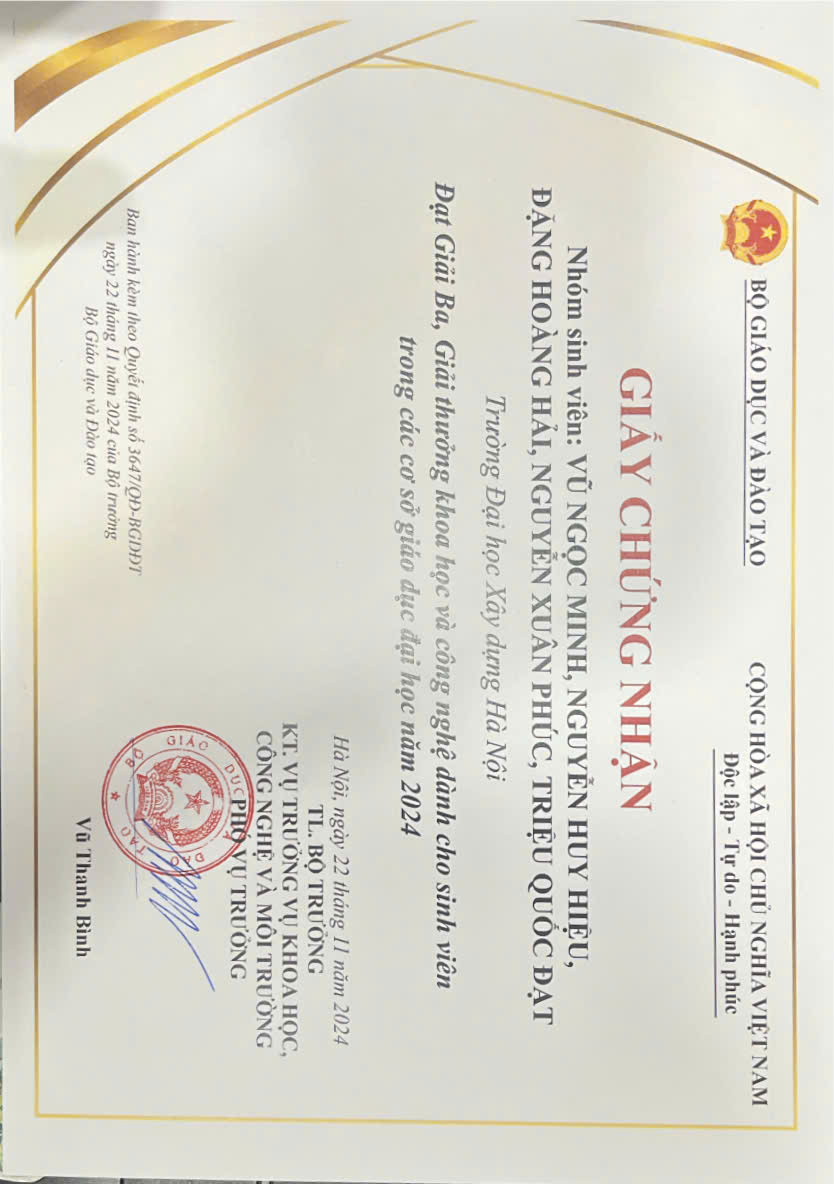 BỘ GIÁO DỤC VÀ ĐÀO TẠO
CỘNG HÒA XÃ HỘI CHỦ NGHĨA VIỆT NAM
Độc lập - Tự do - Hạnh phúc
GIẤY CHỨNG NHẬN
Nhóm sinh viên: VŨ NGỌC MINH, NGUYỄN HUY HIỆU,
ĐẶNG HOÀNG HẢI, NGUYỄN XUÂN PHÚC, TRIỆU QUỐC ĐẠT
Trường Đại học Xây dựng Hà Nội
Đạt Giải Ba, Giải thưởng khoa học và công nghệ dành cho sinh viên
trong các cơ sở giáo dục đại học năm 2024
Hà Nội, ngày 22 tháng 11 năm 2024
TL. BỘ TRƯỞNG
KT. VỤ TRƯỞNG VỤ KHOA HỌC,
CÔNG NGHỆ VÀ MÔI TRƯỜNG
PHÓ VỤ TRƯỞNG
BỘ GIÁO DỤC VÀ ĐÀO TẠO
Vũ Thanh Bình
Ban hành kèm theo Quyết định số 3647/QĐ-BGDĐT
ngày 22 tháng 11 năm 2024 của Bộ trưởng
Bộ Giáo dục và Đào tạo